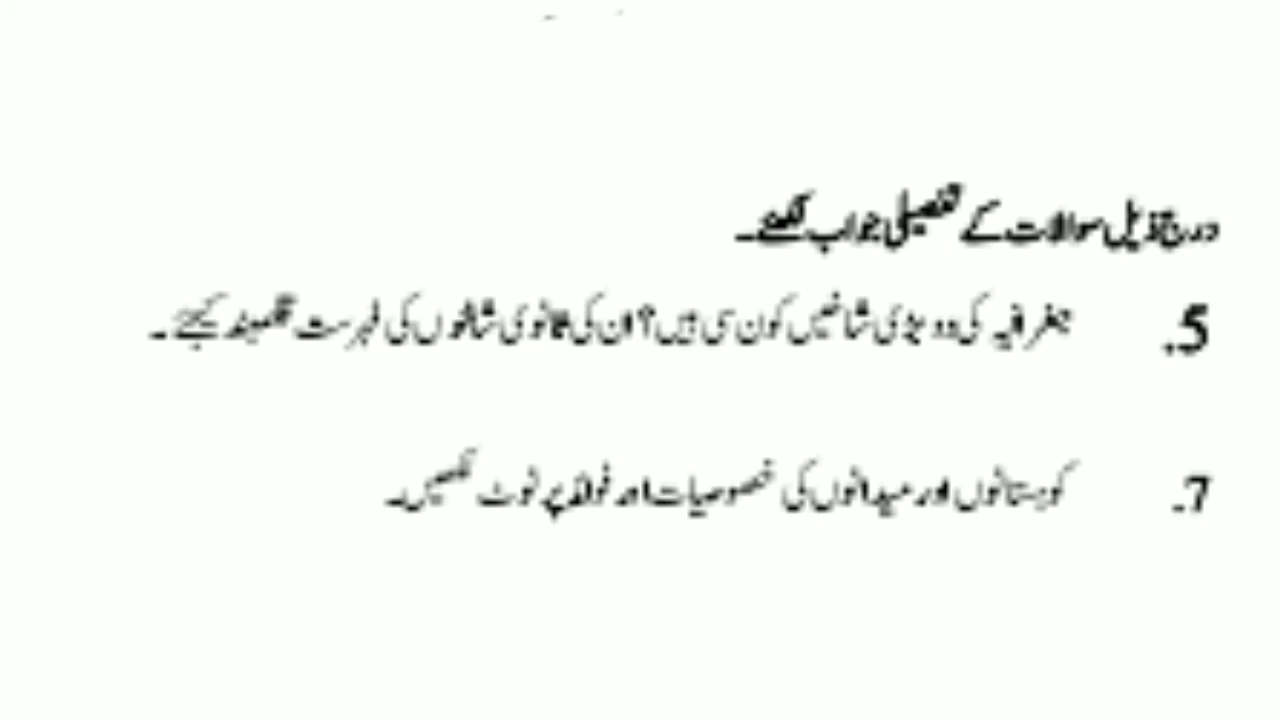 درج ذیل سوالات کے تفصیلی جواب لکھئے۔
5. جغرافیہ کی دو بڑی شاخیں کون سی ہیں؟ ان کی ثانوی شاخوں کی فہرست قلمبند کیجئے۔
7. کوہستانوں اور میدانوں کی خصوصیات اور فوائد پر نوٹ لکھیں۔